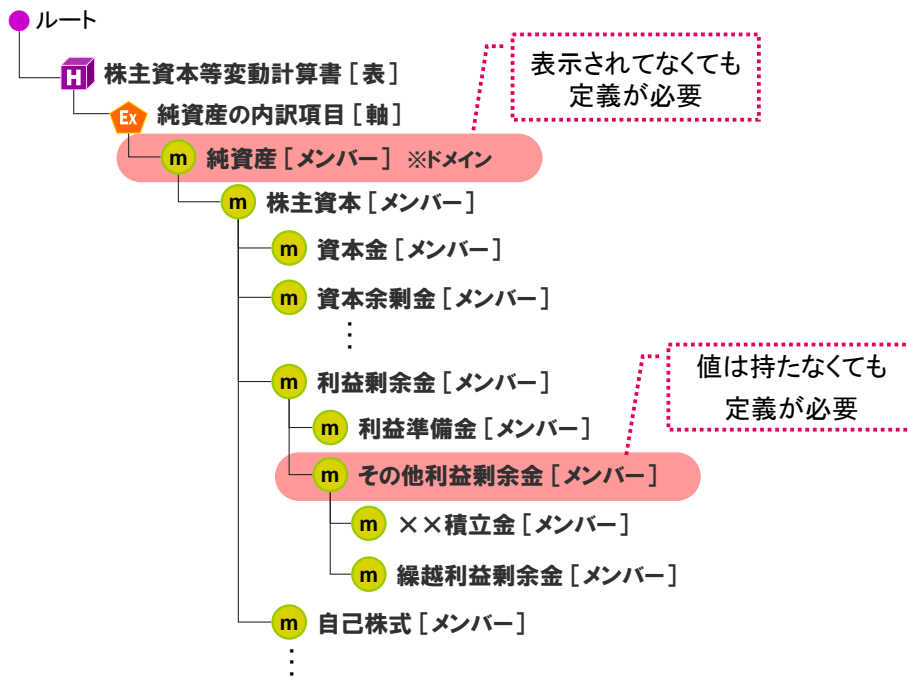 ルート
H 株主資本等変動計算書［表］
表示されてなくても
定義が必要
Ex 純資産の内訳項目［軸］
m 純資産［メンバー］ ※ドメイン
m 株主資本［メンバー］
m 資本金［メンバー］
m 資本余剰金［メンバー］
⋮
値は持たなくても
定義が必要
m 利益剰余金［メンバー］
m 利益準備金［メンバー］
m その他利益剰余金［メンバー］
m ××積立金［メンバー］
m 繰越利益剰余金［メンバー］
m 自己株式［メンバー］
⋮